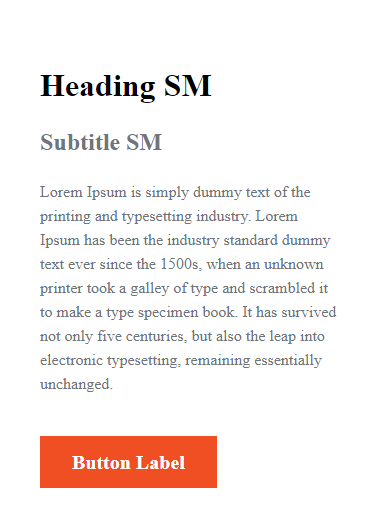 Heading SM
Subtitle SM
Lorem Ipsum is simply dummy text of the
printing and typesetting industry. Lorem
Ipsum has been the industry standard dummy
text ever since the 1500s, when an unknown
printer took a galley of type and scrambled it
to make a type specimen book. It has survived
not only five centuries, but also the leap into
electronic typesetting, remaining essentially
unchanged.
Button Label